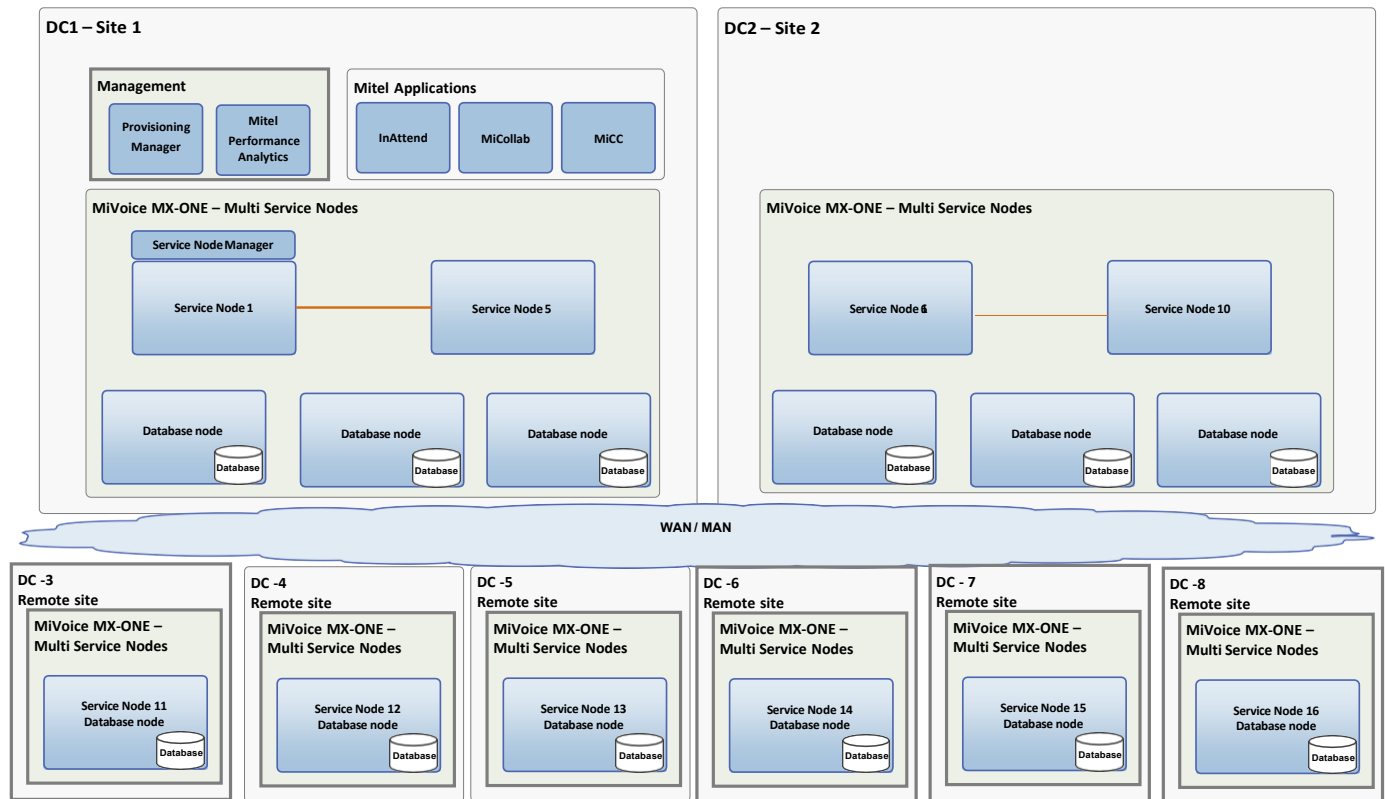 DC1 – Site 1
Management
Provisioning
Manager
Mitel
Performance
Analytics
Mitel Applications
InAttend
MiCollab
MiCC
MiVoice MX-ONE – Multi Service Nodes
Service Node Manager
Service Node 1
Service Node 5
Database node
Database
Database node
Database
Database node
Database
DC2 – Site 2
MiVoice MX-ONE – Multi Service Nodes
Service Node
Service Node 10
Database node
Database
Database node
Database
Database node
Database
WAN / MAN
DC -3
Remote site
MiVoice MX-ONE –
Multi Service Nodes
Service Node 11
Database node
Database
DC -4
Remote site
MiVoice MX-ONE –
Multi Service Nodes
Service Node 12
Database node
Database
DC -5
Remote site
MiVoice MX-ONE –
Multi Service Nodes
Service Node 13
Database node
Database
DC -6
Remote site
MiVoice MX-ONE –
Multi Service Nodes
Service Node 14
Database node
Database
DC - 7
Remote site
MiVoice MX-ONE –
Multi Service Nodes
Service Node 15
Database node
Database
DC -8
Remote site
MiVoice MX-ONE –
Multi Service Nodes
Service Node 16
Database node
Database